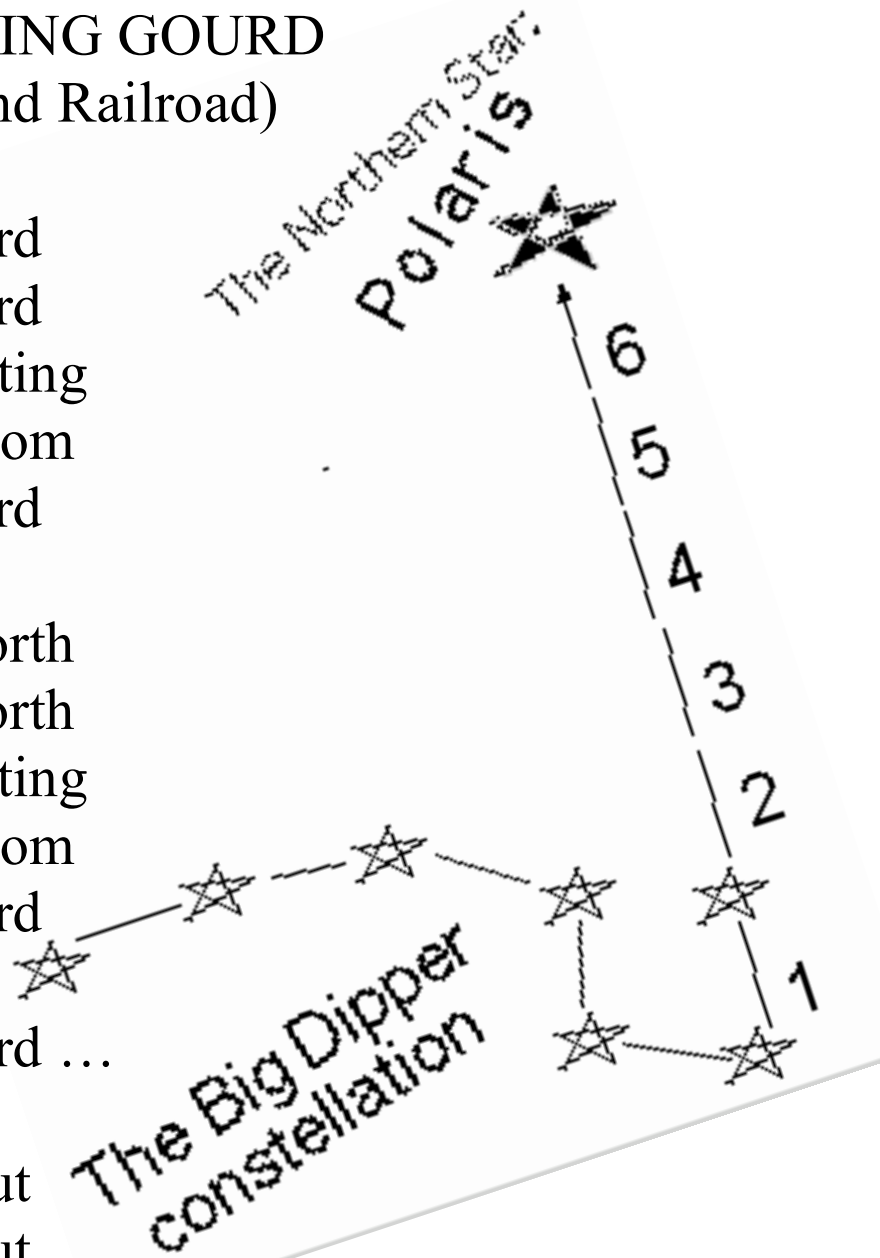 ING GOURD
nd Railroad)
rd
rd
ting
om
rd
orth
orth
ting
om
rd
rd …
ut
ut
The Northern Star.
Polaris
6
5
4
3
2
1
The Big Dipper
constellation